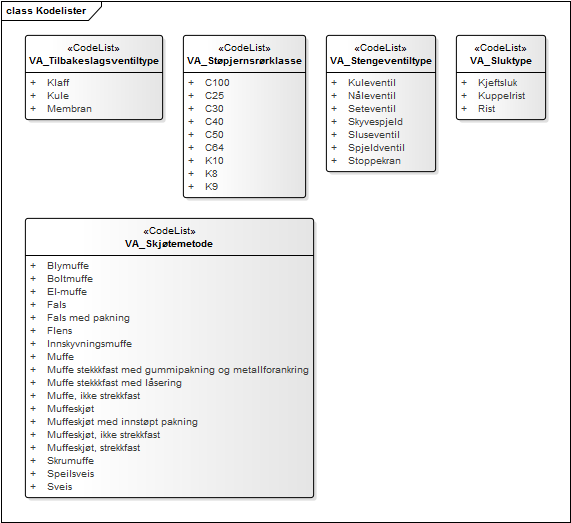 class Kodelister
«CodeList»
VA_Tilbakeslagsventiltype
+ Klaff
+ Kule
+ Membran
«CodeList»
VA_Støpjernsrørklasse
+ C100
+ C25
+ C30
+ C40
+ C50
+ C64
+ K10
+ K8
+ K9
«CodeList»
VA_Stengeventiltype
+ Kuleventil
+ Nåleventil
+ Seteventil
+ Skyvespjeld
+ Sluseventil
+ Spjeldventil
+ Stoppekran
«CodeList»
VA_Sluktype
+ Kjeftsluk
+ Kuppelrist
+ Rist
«CodeList»
VA_Skjøtemetode
+ Blymuffe
+ Boltmuffe
+ El-muffe
+ Fals
+ Fals med pakning
+ Flens
+ Innskyvningsmuffe
+ Muffe
+ Muffe stekkkfast med gummipakning og metallforankring
+ Muffe stekkkfast med låsering
+ Muffe, ikke strekkfast
+ Muffeskjøt
+ Muffeskjøt med innstøpt pakning
+ Muffeskjøt, ikke strekkfast
+ Muffeskjøt, strekkfast
+ Skrumuffe
+ Speilsveis
+ Sveis